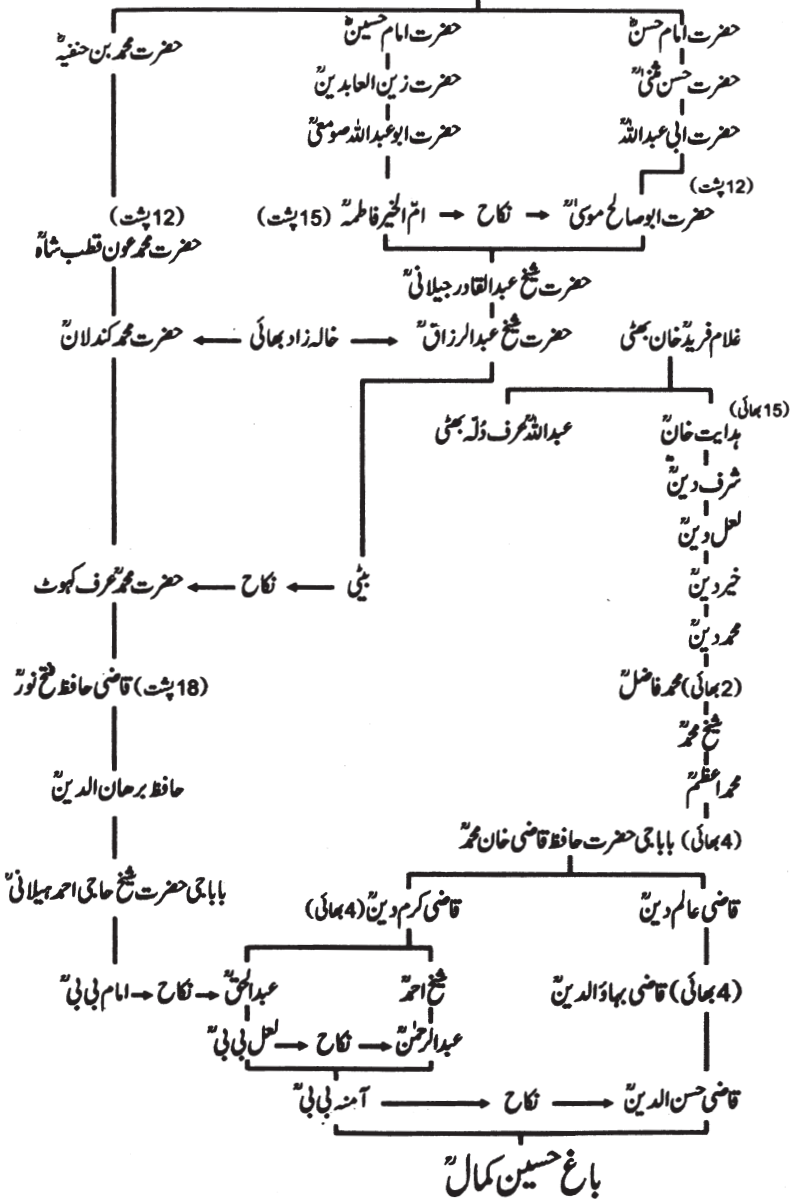 حضرت امام حسنؓ حضرت امام حسینؓ حضرت محمد بن حنفیہؒ
حضرت حسن مثنیٰؒ حضرت زین العابدینؒ
حضرت ابی عبداللہؒ حضرت ابو عبداللہ صومعیؒ
(12 پشت)
حضرت ابو صالح موسیٰؒ نکاح امّ الخیر فاطمہؒ (15 پشت) (12 پشت)
حضرت محمد عون قطب شاہؒ
حضرت شیخ عبدالقادر جیلانیؒ
غلام فریدؒ خان بھٹی حضرت شیخ عبدالرزاقؒ خالہ زاد بھائی حضرت محمد کندلانؒ
(15 بھائی)
ہدایت خانؒ عبداللہؒ عرف دُلّہ بھٹی
شرف دینؒ
لعل دینؒ
خیر دینؒ بیٹی نکاح حضرت محمدؒ عرف کہوٹ
محمد دینؒ
(2 بھائی) محمد فاضلؒ (18 پشت) قاضی حافظ فتح نورؒ
شیخ محمدؒ
محمد اعظمؒ حافظ برھان الدینؒ
(4 بھائی) باباجی حضرت حافظ قاضی خان محمدؒ
باباجی حضرت شیخ حاجی احمد ہیلانیؒ
قاضی عالم دینؒ قاضی کرم دینؒ (4 بھائی)
(4 بھائی) قاضی بہاؤالدینؒ شیخ احمدؒ عبدالحقؒ نکاح امام بی بیؒ
عبدالرحمٰنؒ نکاح لعل بی بیؒ
قاضی حسن الدینؒ نکاح آمنہ بی بیؒ
باغ حسین کمالؒ